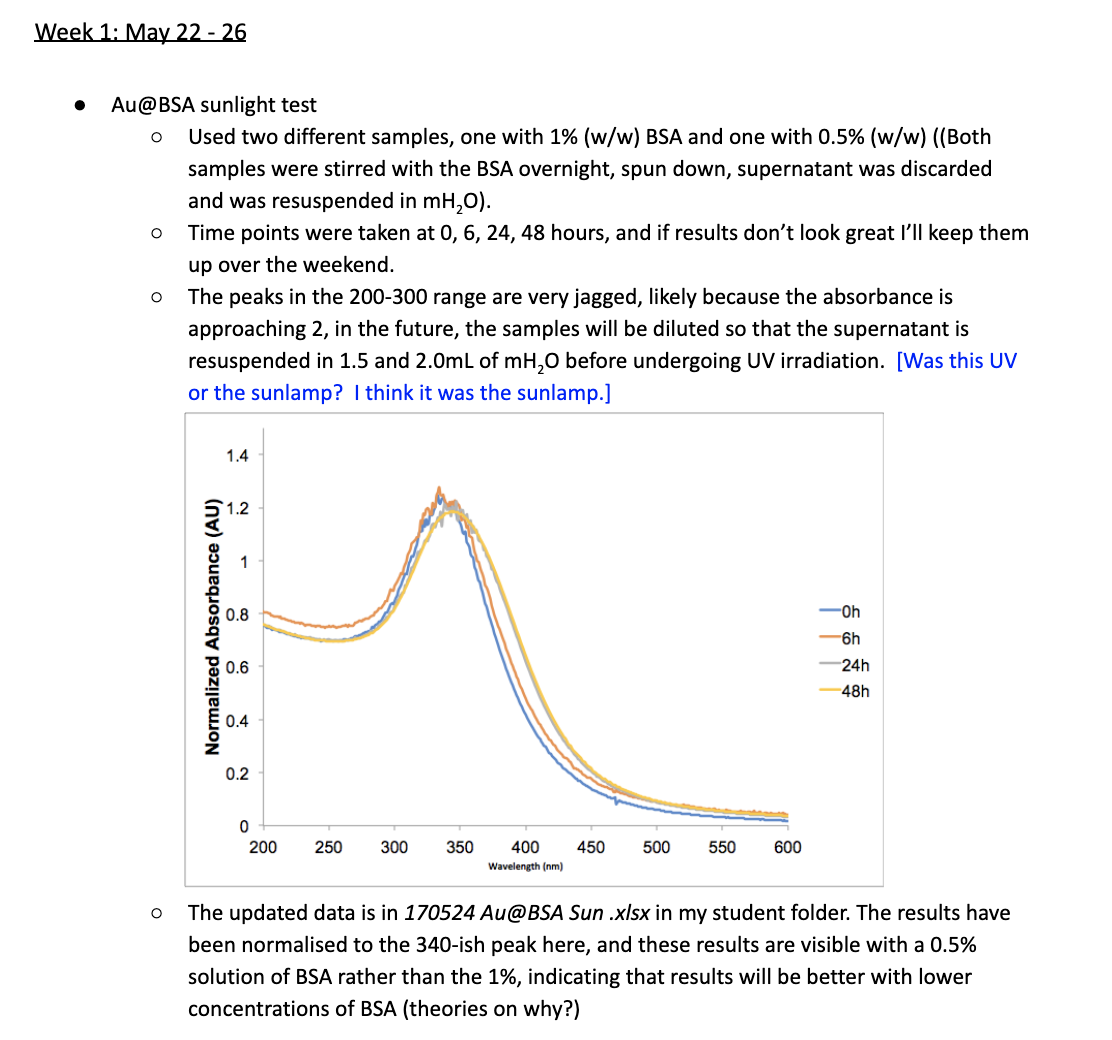 Week 1: May 22 - 26
● Au@BSA sunlight test
○ Used two different samples, one with 1% (w/w) BSA and one with 0.5% (w/w) ((Both
samples were stirred with the BSA overnight, spun down, supernatant was discarded
and was resuspended in mH₂O).
○ Time points were taken at 0, 6, 24, 48 hours, and if results don’t look great I’ll keep them
up over the weekend.
○ The peaks in the 200-300 range are very jagged, likely because the absorbance is
approaching 2, in the future, the samples will be diluted so that the supernatant is
resuspended in 1.5 and 2.0mL of mH₂O before undergoing UV irradiation. [Was this UV
or the sunlamp? I think it was the sunlamp.]
Normalized Absorbance (AU)
1.4
1.2
1
0.8
0.6
0.4
0.2
0
200 250 300 350 400 450 500 550 600
Wavelength (nm)
0h
6h
24h
48h
○ The updated data is in 170524 Au@BSA Sun .xlsx in my student folder. The results have
been normalised to the 340-ish peak here, and these results are visible with a 0.5%
solution of BSA rather than the 1%, indicating that results will be better with lower
concentrations of BSA (theories on why?)